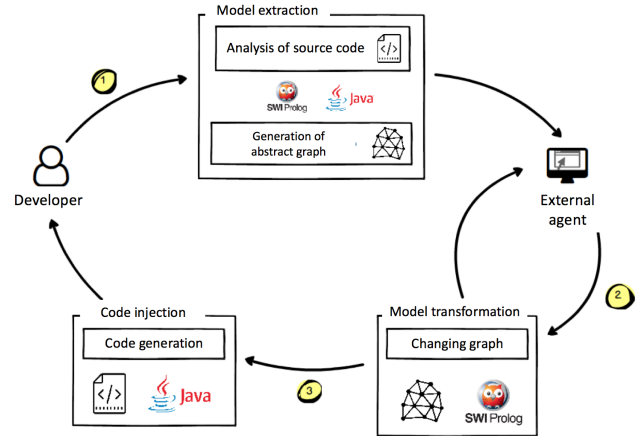 Model extraction
Analysis of source code
</>
SWI Prolog
Java
Generation of
abstract graph
1
Developer
External
agent
2
Model transformation
Changing graph
SWI Prolog
3
Code injection
Code generation
</>
Java